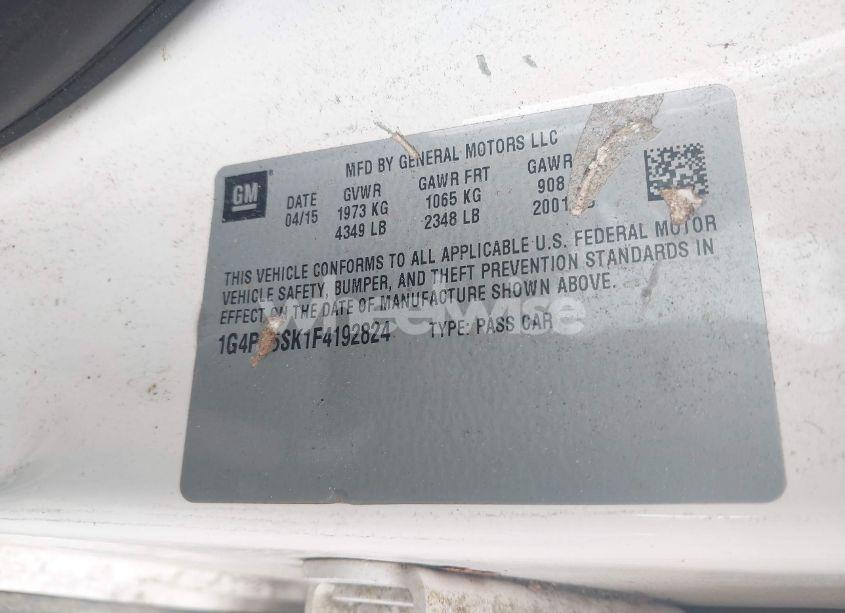 GM
MFD BY GENERAL MOTORS LLC
DATE GVWR GAWR FRT GAWR
04/15 1973 KG 1065 KG 908
4349 LB 2348 LB 2001
THIS VEHICLE CONFORMS TO ALL APPLICABLE U.S. FEDERAL MOTOR
VEHICLE SAFETY, BUMPER, AND THEFT PREVENTION STANDARDS IN
EFFECT ON THE DATE OF MANUFACTURE SHOWN ABOVE.
TYPE: PASS CAR
wheelwise